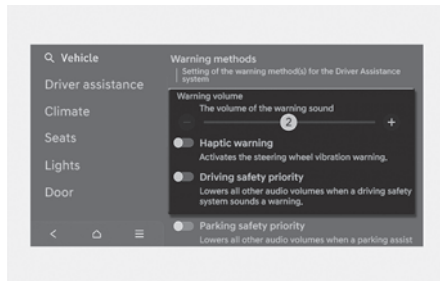 Vehicle
Driver assistance
Climate
Seats
Lights
Door
Warning methods
Setting of the warning method(s) for the Driver Assistance
system
Warning volume
The volume of the warning sound
2
Haptic warning
Activates the steering wheel vibration warning.
Driving safety priority
Lowers all other audio volumes when a driving safety
system sounds a warning.
Parking safety priority
Lowers all other audio volumes when a parking assist